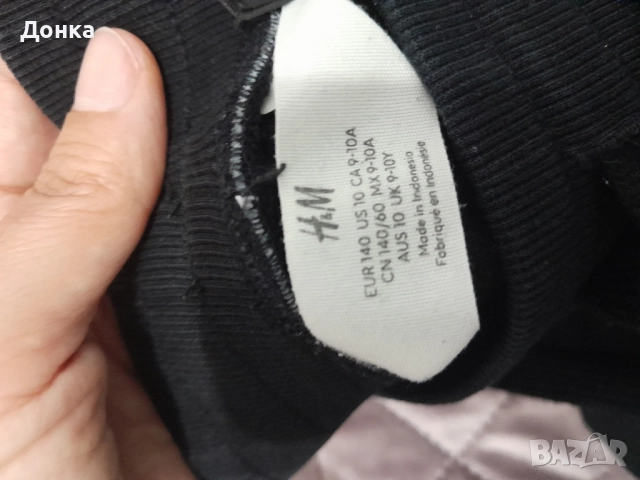 Донка
H&M
EUR 140 US 10 CA 9-10A
CN 140/60 MX 9-10A
AUS 10 UK 9-10Y
Made in Indonesia
Fabriqué en Indonésie
BAZAR